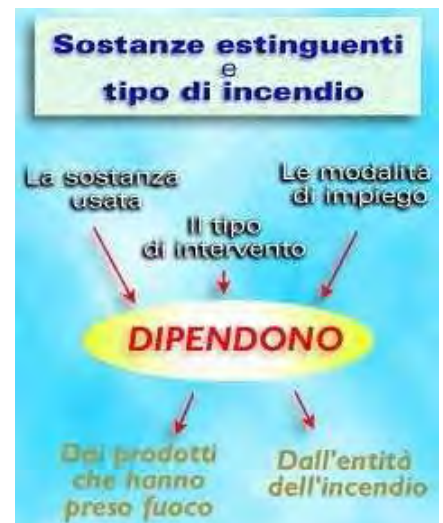 Sostanze estinguenti
e
tipo di incendio
La sostanza
usata
Il tipo
di intervento
Le modalità
di impiego
DIPENDONO
Dai prodotti
che hanno
preso fuoco
Dall'entità
dell'incendio